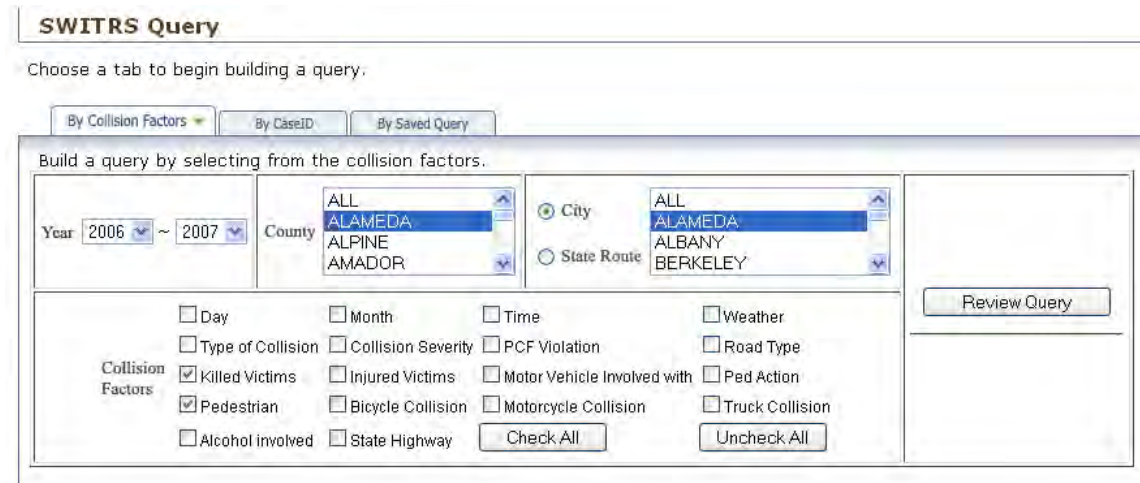 SWITRS Query
Choose a tab to begin building a query.
By Collision Factors By CaseID By Saved Query
Build a query by selecting from the collision factors.
Year 2006 ~ 2007
County
ALL
ALAMEDA
ALPINE
AMADOR
City
State Route
ALL
ALAMEDA
ALBANY
BERKELEY
Review Query
Collision Factors
Day Month Time Weather
Type of Collision Collision Severity PCF Violation Road Type
Killed Victims Injured Victims Motor Vehicle Involved with Ped Action
Pedestrian Bicycle Collision Motorcycle Collision Truck Collision
Alcohol involved State Highway Check All Uncheck All